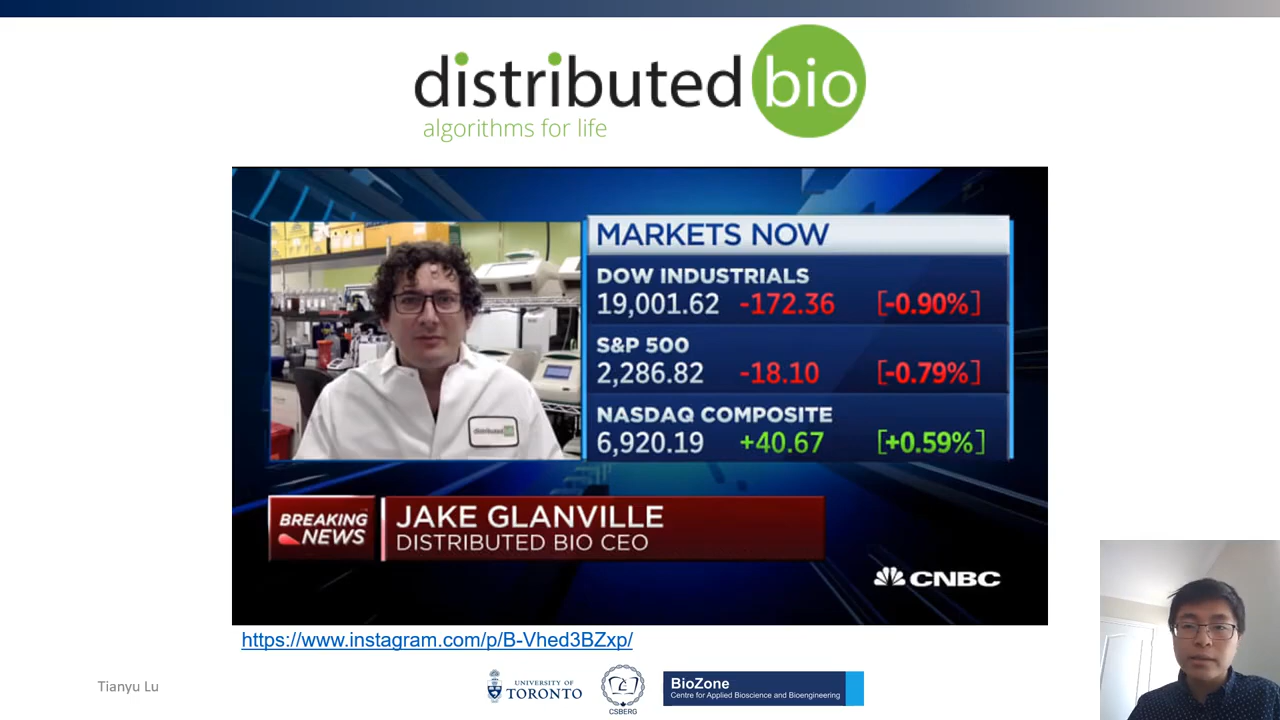 distributed bio
algorithms for life
MARKETS NOW
DOW INDUSTRIALS
19,001.62 -172.36 [-0.90%]
S&P 500
2,286.82 -18.10 [-0.79%]
NASDAQ COMPOSITE
6,920.19 +40.67 [+0.59%]
distributed bio
BREAKING
NEWS
JAKE GLANVILLE
DISTRIBUTED BIO CEO
CNBC
https://www.instagram.com/p/B-Vhed3BZxp/
Tianyu Lu
UNIVERSITY OF
TORONTO
CSBERG
BioZone
Centre for Applied Bioscience and Bioengineering